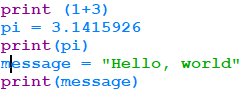 print (1+3)
pi = 3.1415926
print(pi)
message = "Hello, world"
print(message)